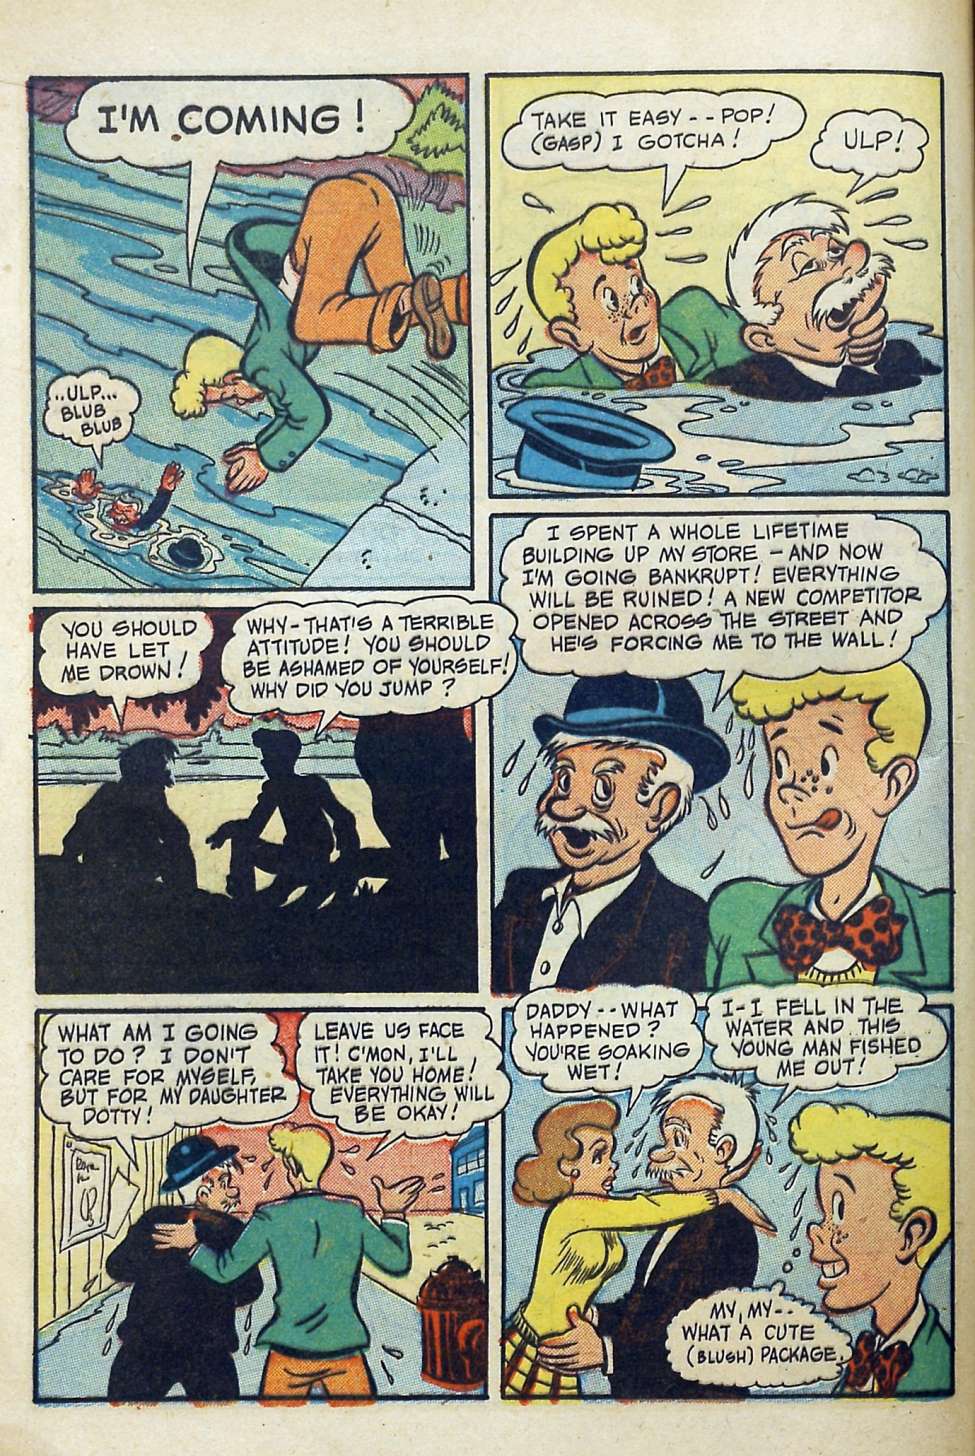 I'M COMING!
..ULP...
BLUB
BLUB
TAKE IT EASY -- POP!
(GASP) I GOTCHA!
ULP!
YOU SHOULD
HAVE LET
ME DROWN!
WHY-THAT'S A TERRIBLE
ATTITUDE! YOU SHOULD
BE ASHAMED OF YOURSELF!
WHY DID YOU JUMP?
I SPENT A WHOLE LIFETIME
BUILDING UP MY STORE - AND NOW
I'M GOING BANKRUPT! EVERYTHING
WILL BE RUINED! A NEW COMPETITOR
OPENED ACROSS THE STREET AND
HE'S FORCING ME TO THE WALL!
WHAT AM I GOING
TO DO? I DON'T
CARE FOR MYSELF,
BUT FOR MY DAUGHTER
DOTTY!
LEAVE US FACE
IT! C'MON, I'LL
TAKE YOU HOME!
EVERYTHING WILL
BE OKAY!
DADDY -- WHAT
HAPPENED?
YOU'RE SOAKING
WET!
I-I FELL IN THE
WATER AND THIS
YOUNG MAN FISHED
ME OUT!
MY, MY--
WHAT A CUTE
(BLUSH) PACKAGE.